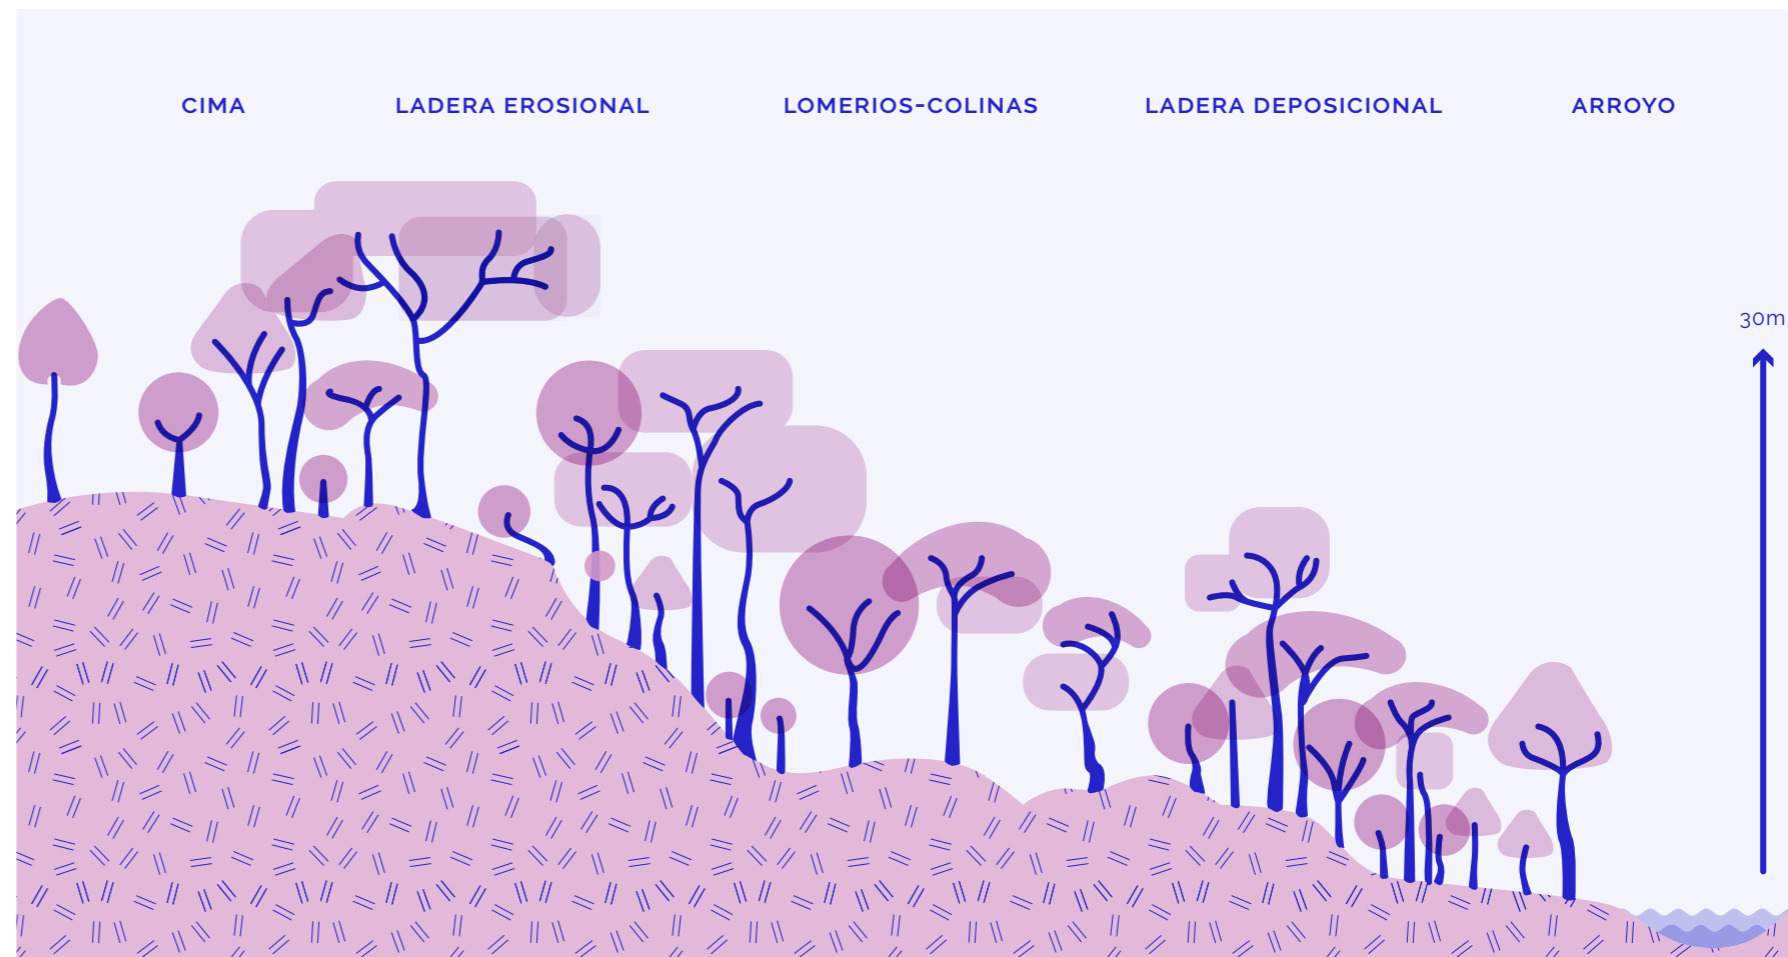 CIMA
LADERA EROSIONAL
LOMERIOS-COLINAS
LADERA DEPOSICIONAL
ARROYO
30m